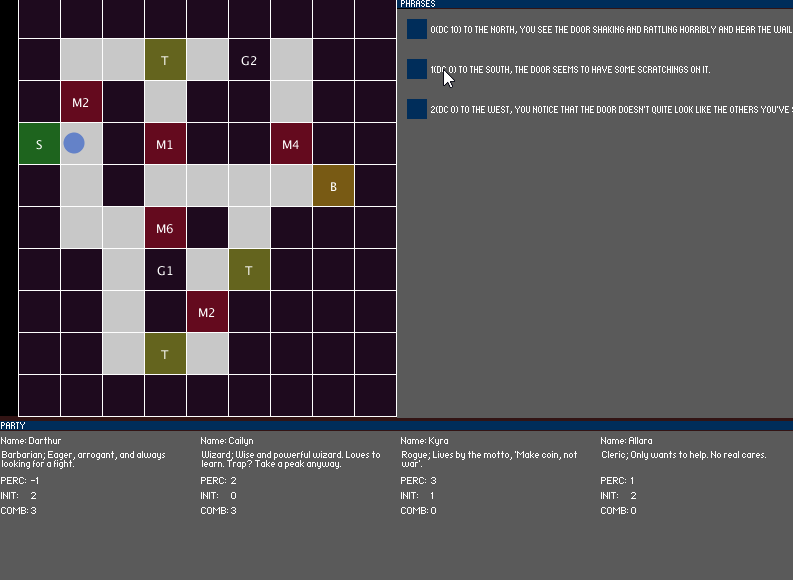 PHRASES
0(DC 10) TO THE NORTH, YOU SEE THE DOOR SHAKING AND RATTLING HORRIBLY AND HEAR THE WAIL
T
G2
M2
1(DC 0) TO THE SOUTH, THE DOOR SEEMS TO HAVE SOME SCRATCHINGS ON IT.
2(DC 0) TO THE WEST, YOU NOTICE THAT THE DOOR DOESN'T QUITE LOOK LIKE THE OTHERS YOU'VE
S
M1
M4
B
M6
G1
T
M2
T
PARTY
Name: Darthur
Barbarian; Eager, arrogant, and always
looking for a fight.
PERC: -1
INIT: 2
COMB: 3
Name: Cailyn
Wizard; Wise and powerful wizard. Loves to
learn. Trap? Take a peak anyway.
PERC: 2
INIT: 0
COMB: 3
Name: Kyra
Rogue; Lives by the motto, 'Make coin, not
war'.
PERC: 3
INIT: 1
COMB: 0
Name: Allara
Cleric; Only wants to help. No real cares.
PERC: 1
INIT: 2
COMB: 0